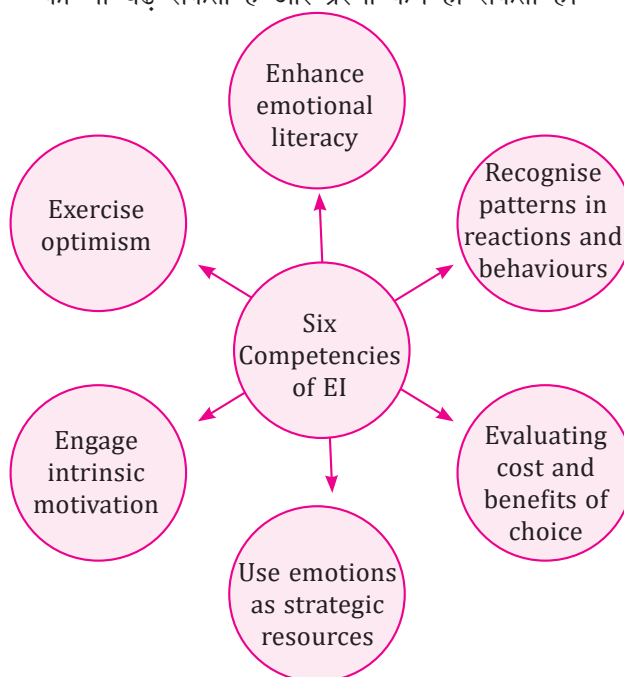 Enhance
emotional
literacy
Exercise
optimism
Recognise
patterns in
reactions and
behaviours
Six
Competencies
of EI
Engage
intrinsic
motivation
Evaluating
cost and
benefits of
choice
Use emotions
as strategic
resources